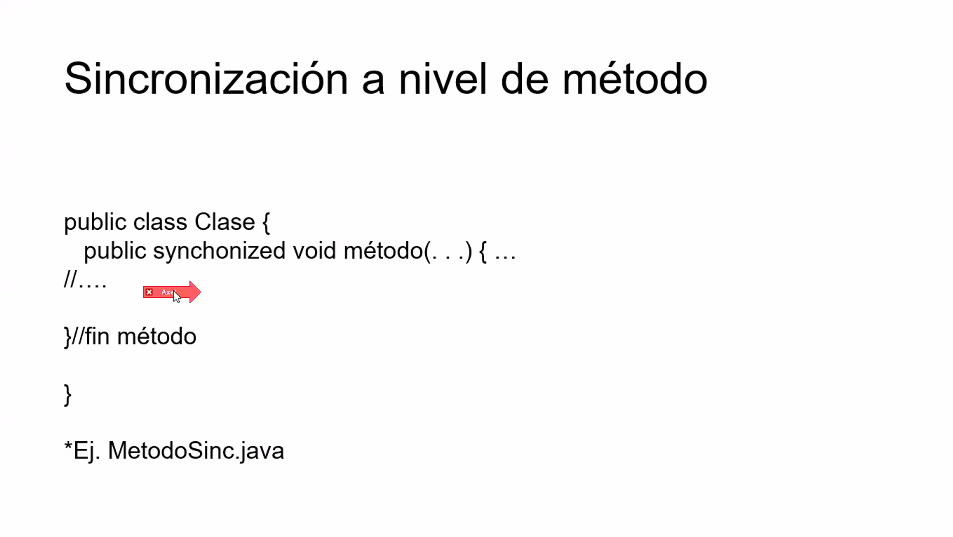 Sincronización a nivel de método
public class Clase {
public synchonized void método(. . .) { …
//….
}//fin método
}
*Ej. MetodoSinc.java